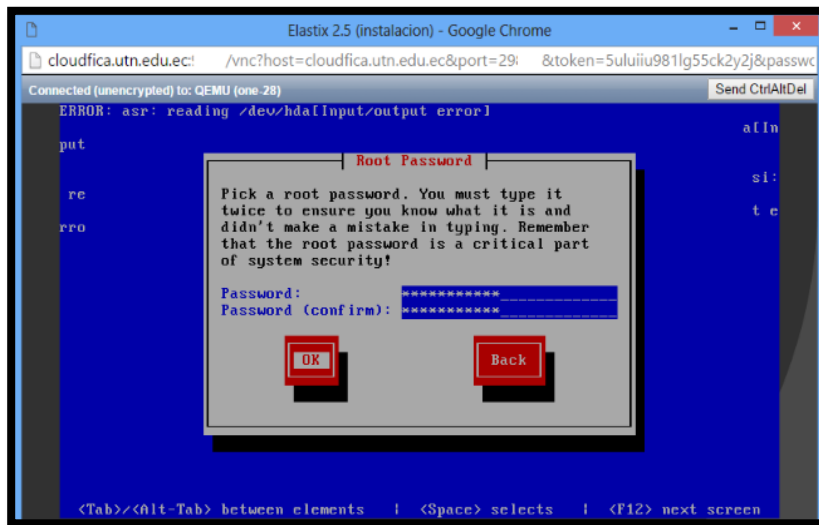 Elastix 2.5 (instalacion) - Google Chrome
cloudfica.utn.edu.ec: /vnc?host=cloudfica.utn.edu.ec&port=29 &token=5uluiiu981lg55ck2y2j&passwc
Connected (unencrypted) to: QEMU (one-28) Send CtrlAltDel
ERROR: asr: reading /dev/hda[Input/output error]
a[In
put
Root Password
si:
re
Pick a root password. You must type it
twice to ensure you know what it is and
t e
rro
didn't make a mistake in typing. Remember
that the root password is a critical part
of system security!
Password: ***********
Password (confirm): ***********
OK Back
<Tab>/<Alt-Tab> between elements | <Space> selects | <F12> next screen